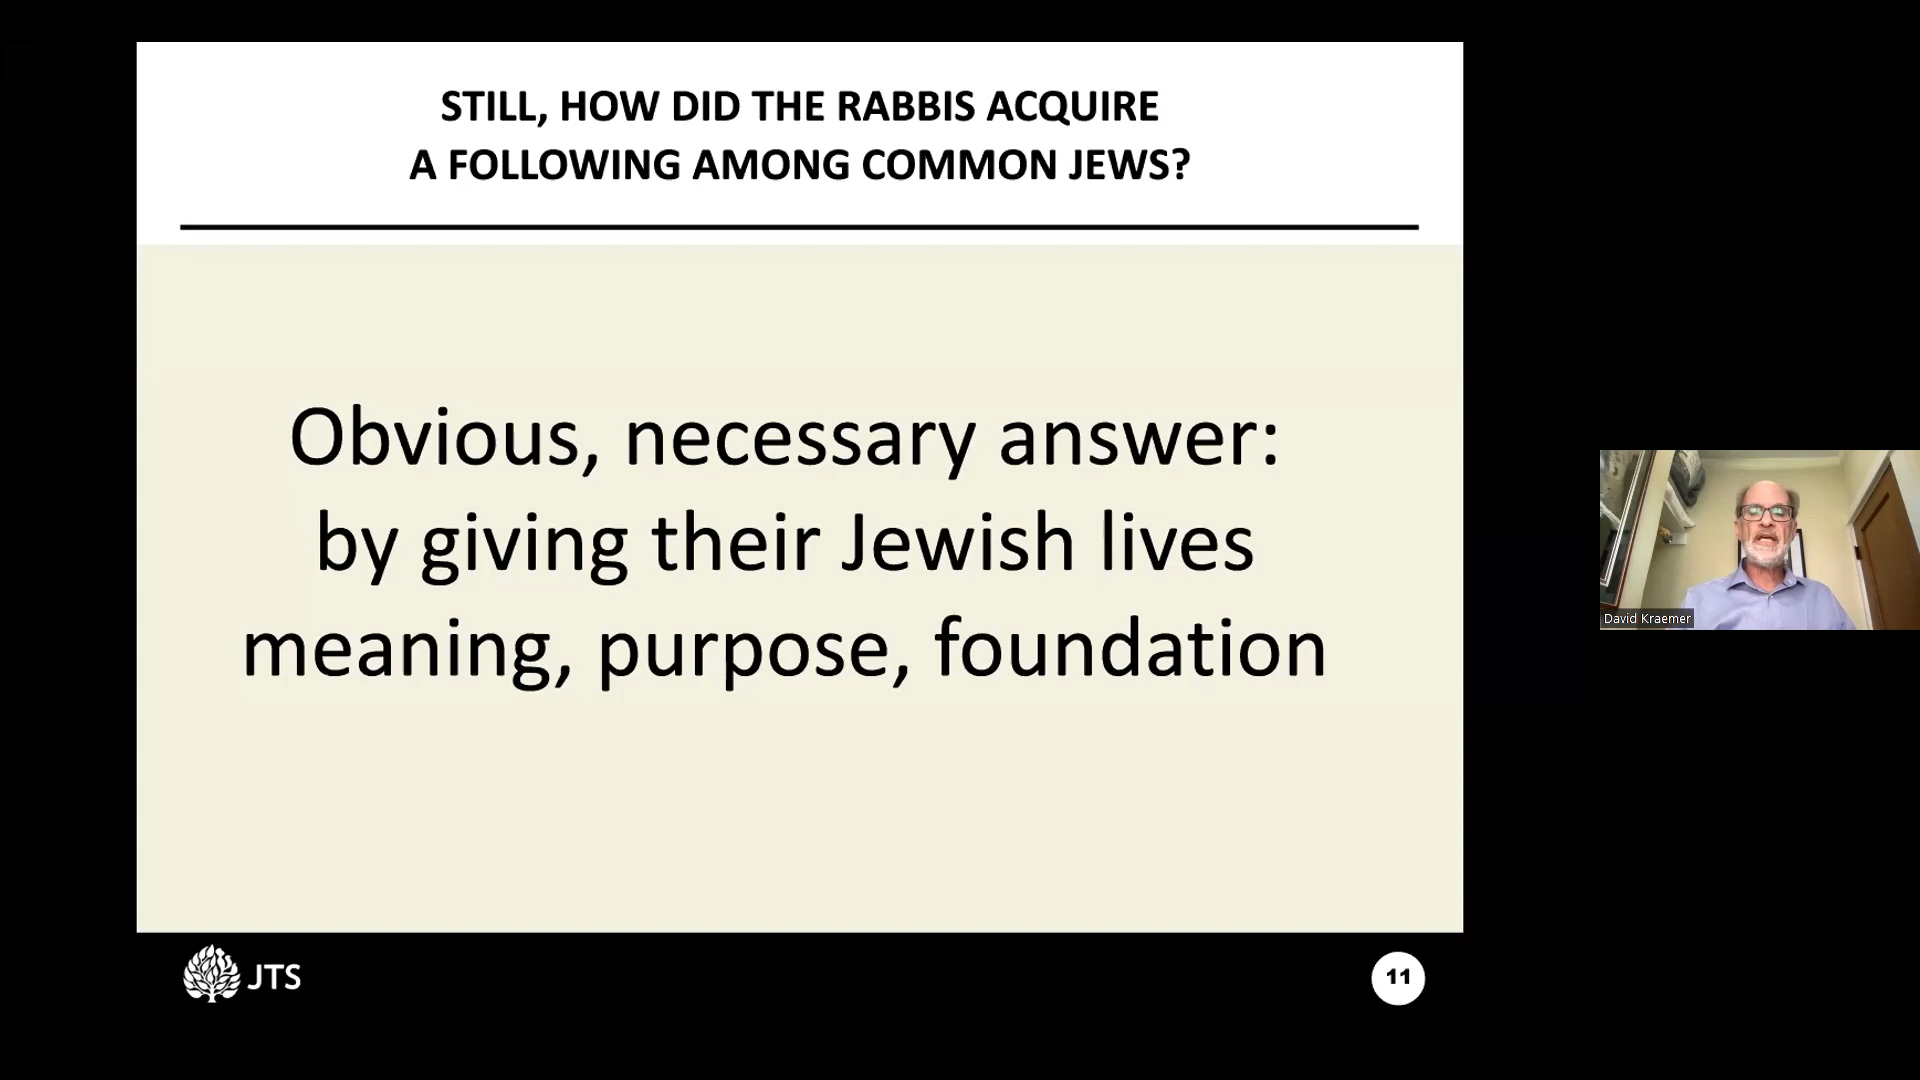 STILL, HOW DID THE RABBIS ACQUIRE
A FOLLOWING AMONG COMMON JEWS?
Obvious, necessary answer:
by giving their Jewish lives
meaning, purpose, foundation
David Kraemer
JTS
11